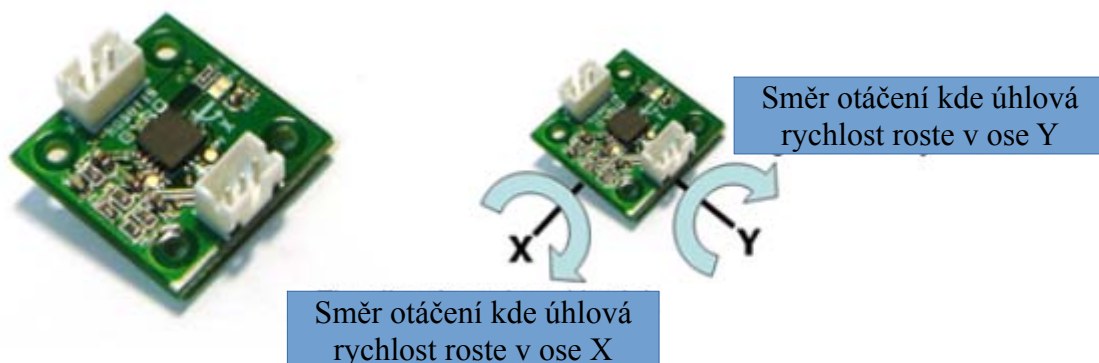 Směr otáčení kde úhlová
rychlost roste v ose Y
X
Y
Směr otáčení kde úhlová
rychlost roste v ose X